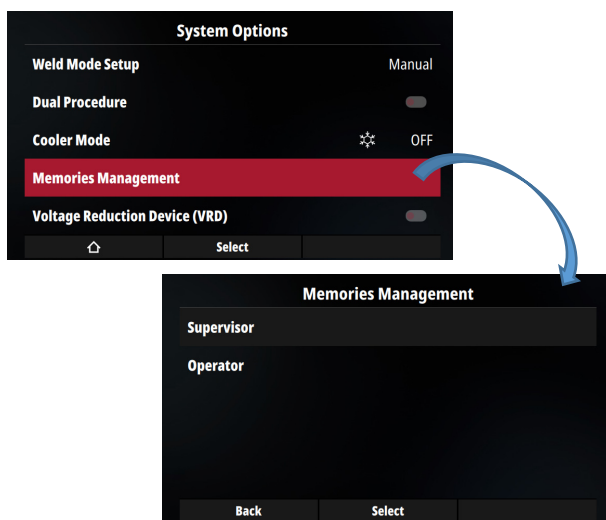 System Options
Weld Mode Setup Manual
Dual Procedure
Cooler Mode OFF
Memories Management
Voltage Reduction Device (VRD)
Select
Memories Management
Supervisor
Operator
Back Select